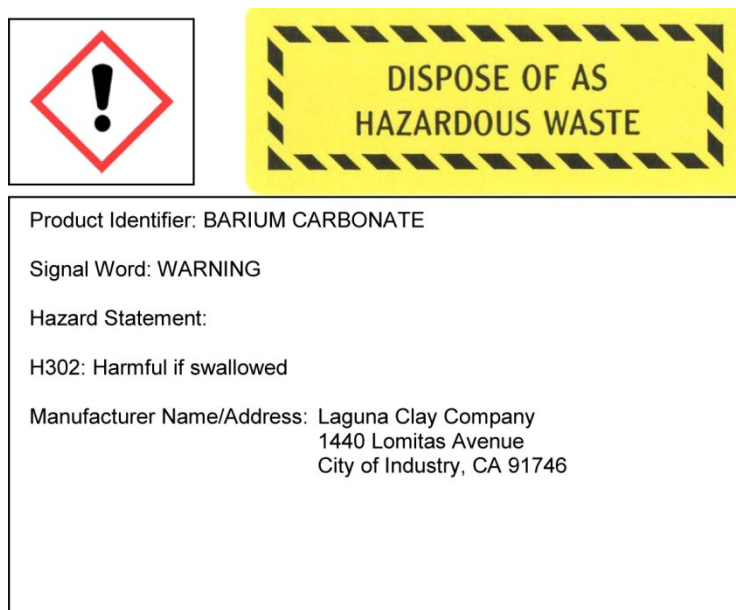 DISPOSE OF AS
HAZARDOUS WASTE
Product Identifier: BARIUM CARBONATE
Signal Word: WARNING
Hazard Statement:
H302: Harmful if swallowed
Manufacturer Name/Address: Laguna Clay Company
1440 Lomitas Avenue
City of Industry, CA 91746